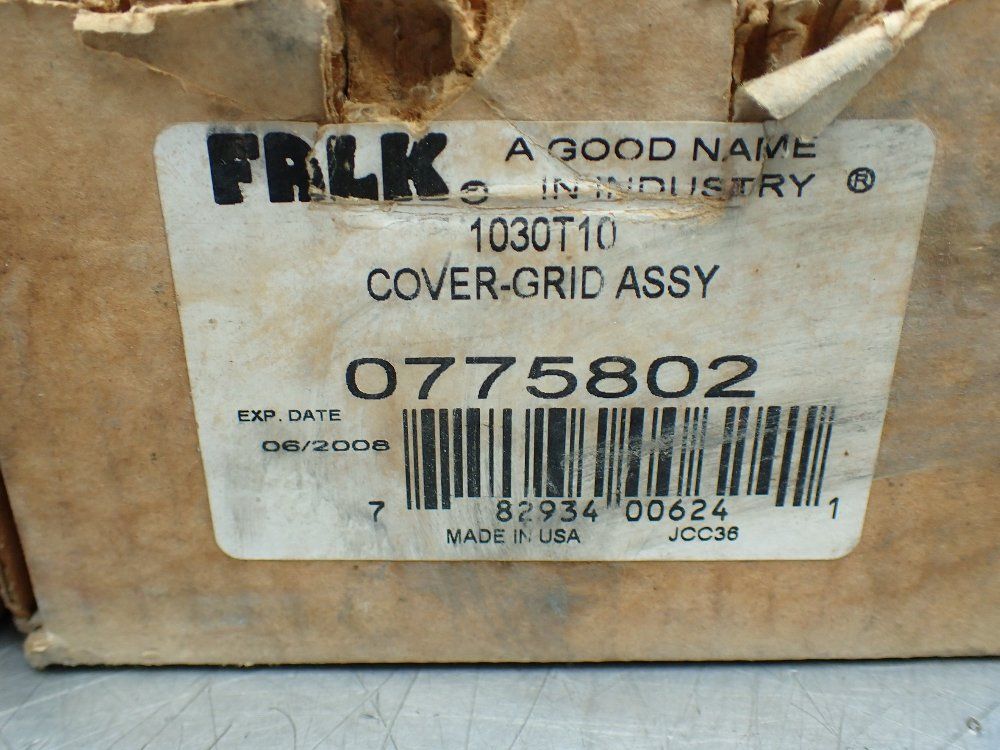 FALK® A GOOD NAME
IN INDUSTRY ®
1030T10
COVER-GRID ASSY
0775802
EXP. DATE
06/2008
7 82934 00624 1
MADE IN USA JCC36